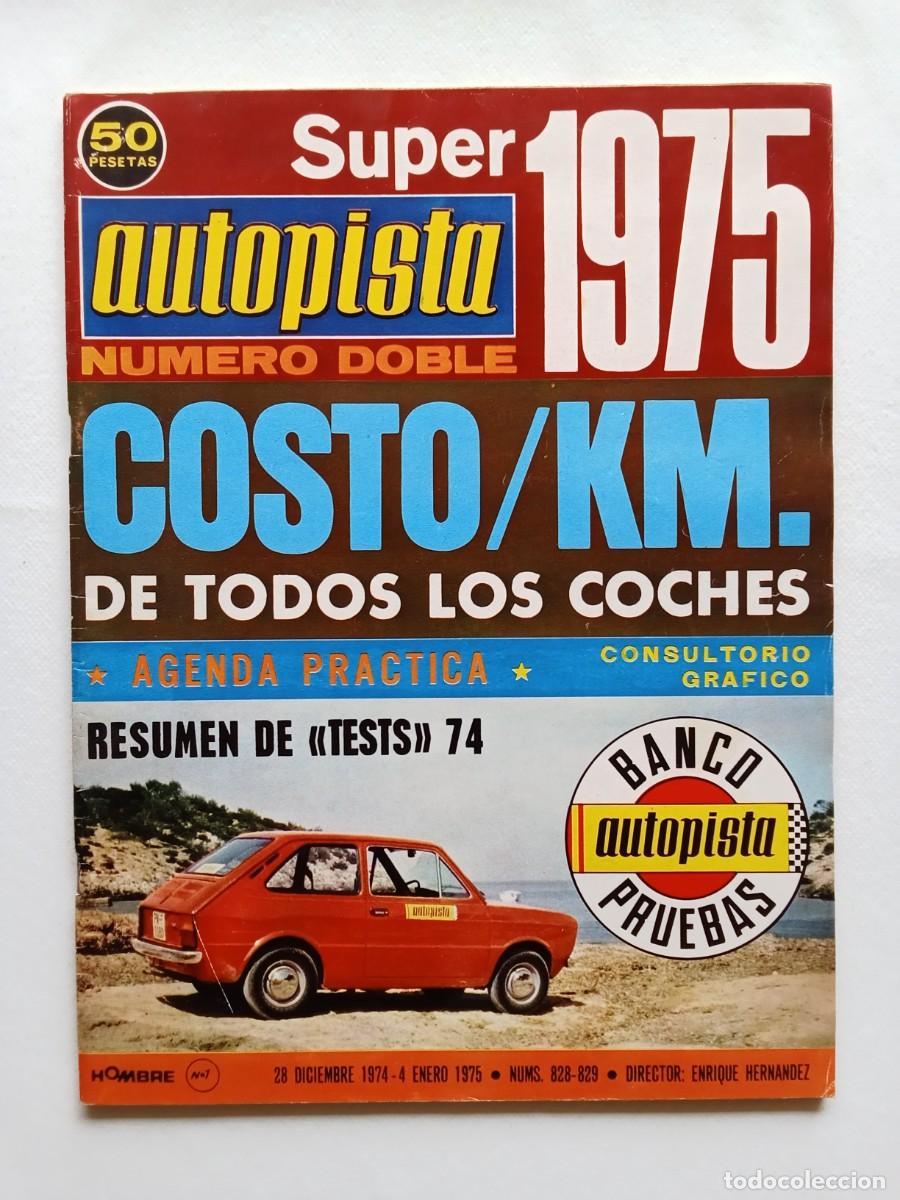 50
PESETAS
Super 1975
autopista
NUMERO DOBLE
COSTO/KM.
DE TODOS LOS COCHES
★ AGENDA PRACTICA ★
CONSULTORIO
GRAFICO
RESUMEN DE «TESTS» 74
BANCO
autopista
PRUEBAS
autopista
HOMBRE Nº1
28 DICIEMBRE 1974-4 ENERO 1975 • NUMS. 828-829 • DIRECTOR: ENRIQUE HERNANDEZ
todocoleccion